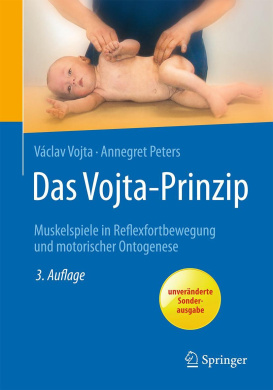 Václav Vojta · Annegret Peters
Das Vojta-Prinzip
Muskelspiele in Reflexfortbewegung
und motorischer Ontogenese
3. Auflage
unveränderte
Sonder-
ausgabe
Springer